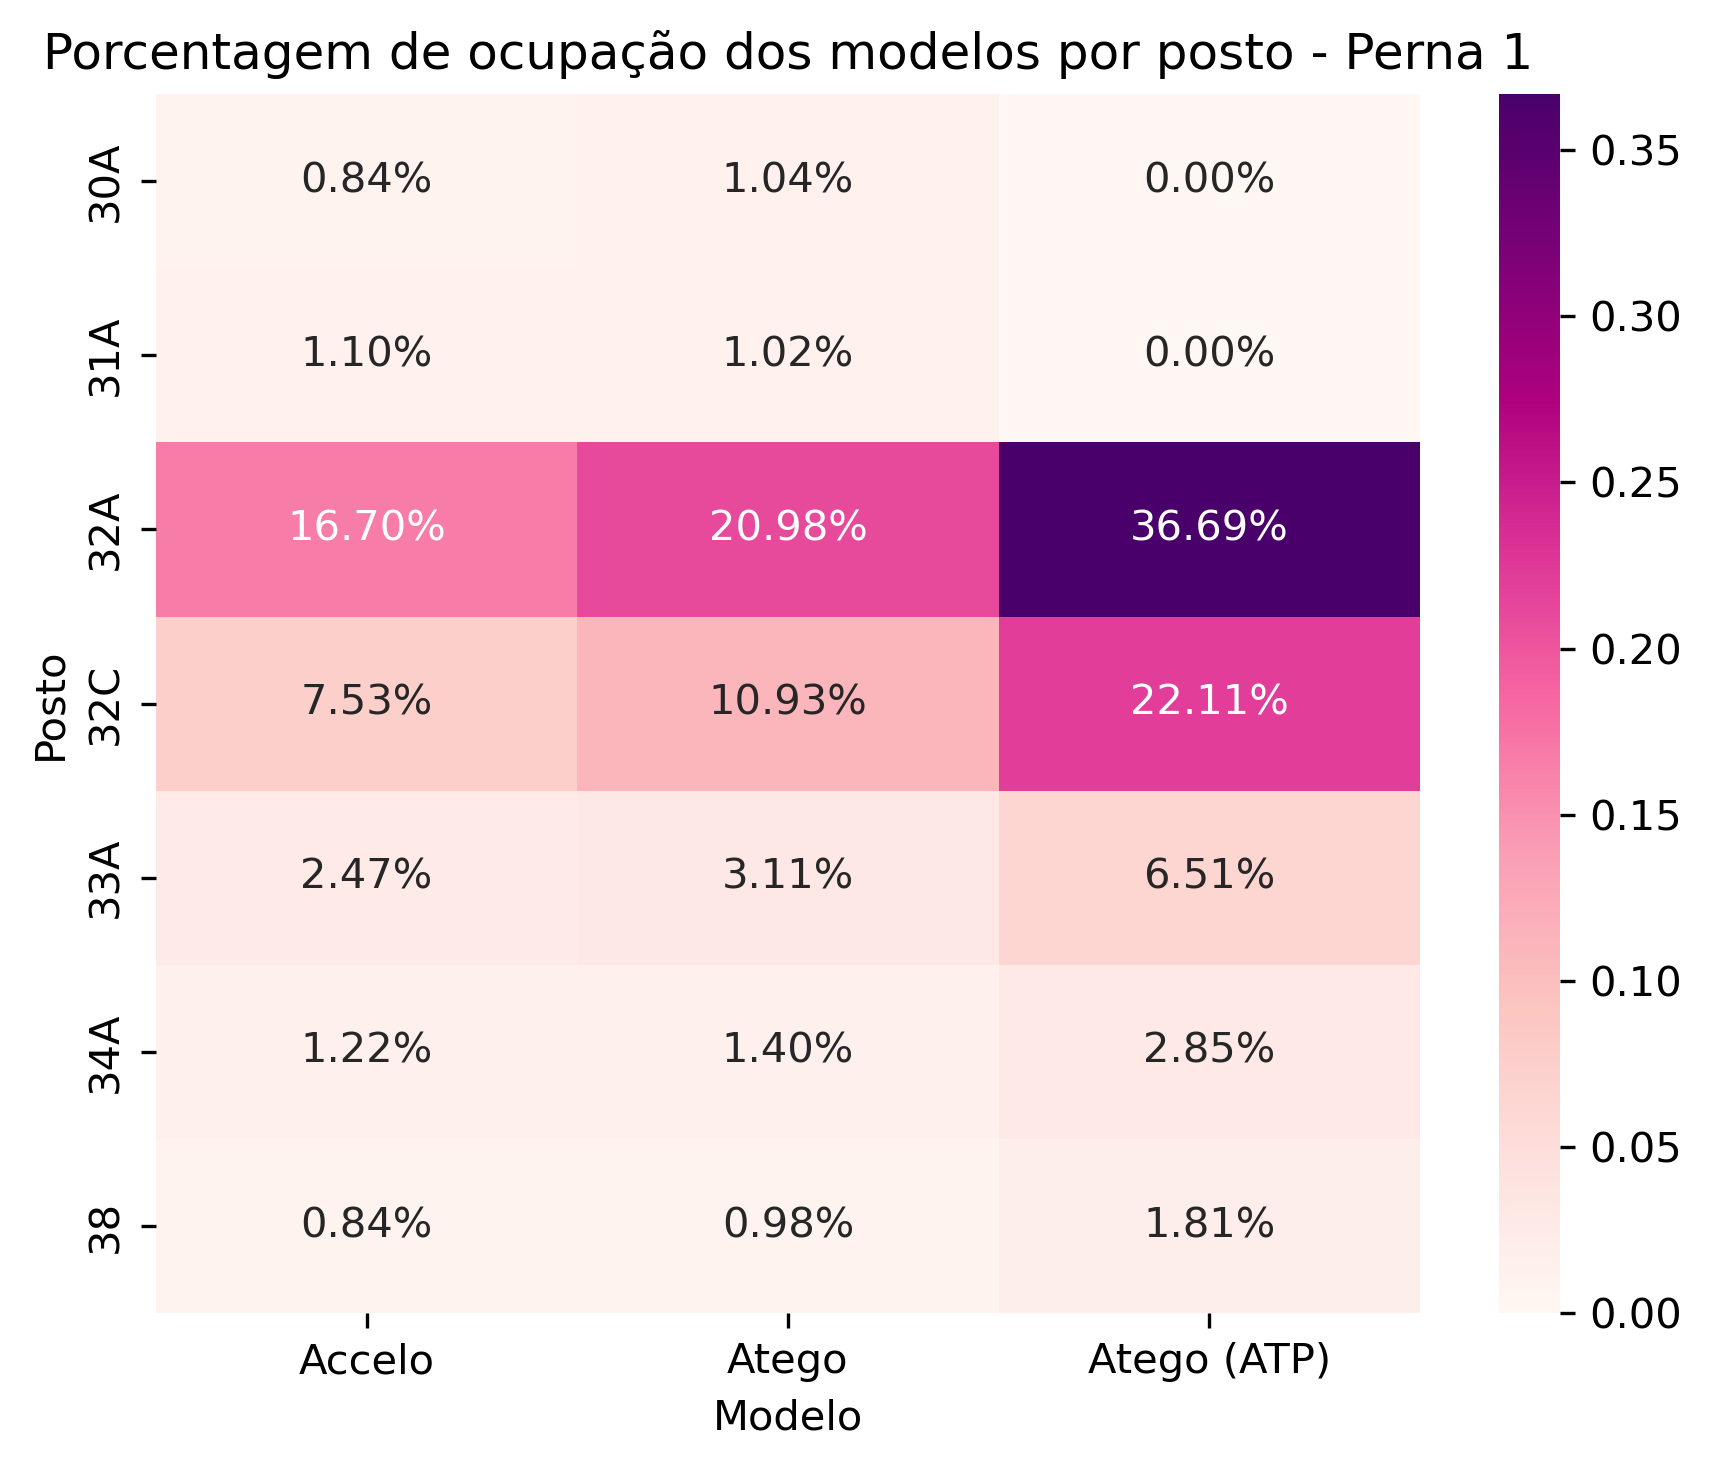 Porcentagem de ocupação dos modelos por posto - Perna 1
30A 0.84% 1.04% 0.00%
31A 1.10% 1.02% 0.00%
32A 16.70% 20.98% 36.69%
32C 7.53% 10.93% 22.11%
33A 2.47% 3.11% 6.51%
34A 1.22% 1.40% 2.85%
38 0.84% 0.98% 1.81%
Posto
Accelo Atego Atego (ATP)
Modelo
0.35
0.30
0.25
0.20
0.15
0.10
0.05
0.00